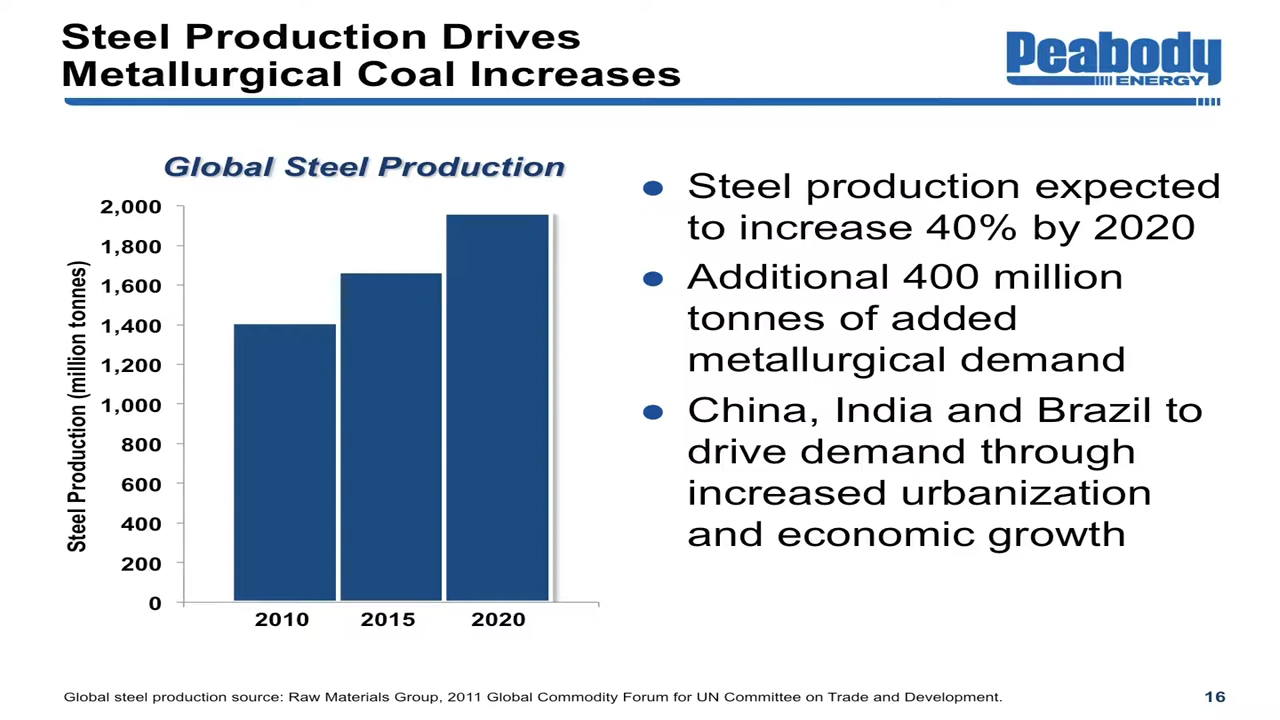 Steel Production Drives
Metallurgical Coal Increases
Peabody
ENERGY
Global Steel Production
Steel Production (million tonnes)
2,000
1,800
1,600
1,400
1,200
1,000
800
600
400
200
0
2010 2015 2020
● Steel production expected
to increase 40% by 2020
● Additional 400 million
tonnes of added
metallurgical demand
● China, India and Brazil to
drive demand through
increased urbanization
and economic growth
Global steel production source: Raw Materials Group, 2011 Global Commodity Forum for UN Committee on Trade and Development.
16